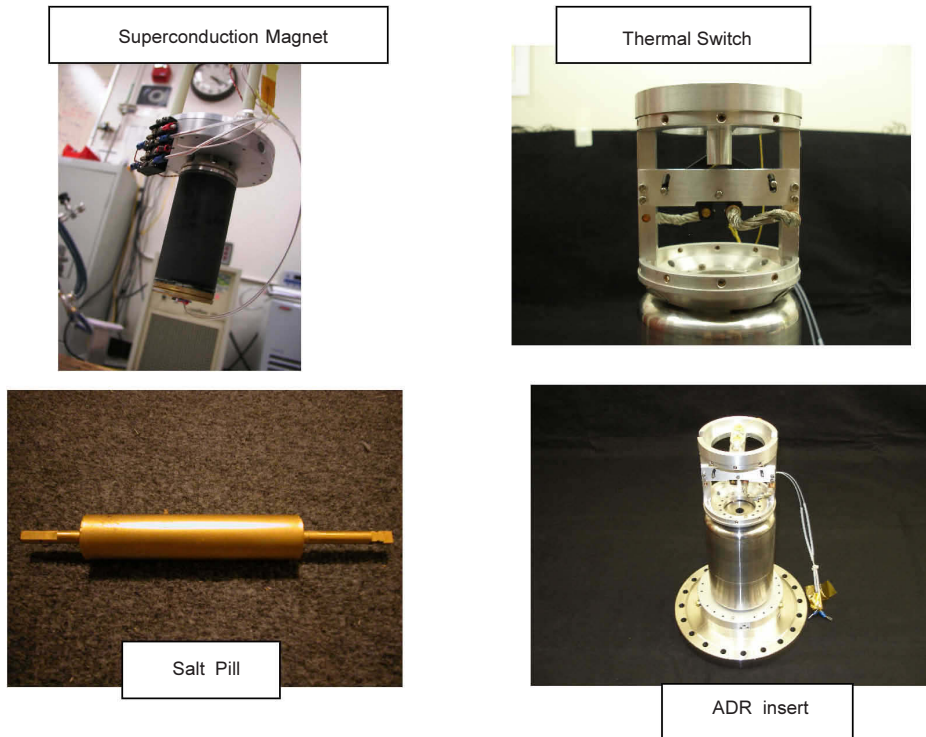 Superconduction Magnet
Thermal Switch
Salt Pill
ADR insert